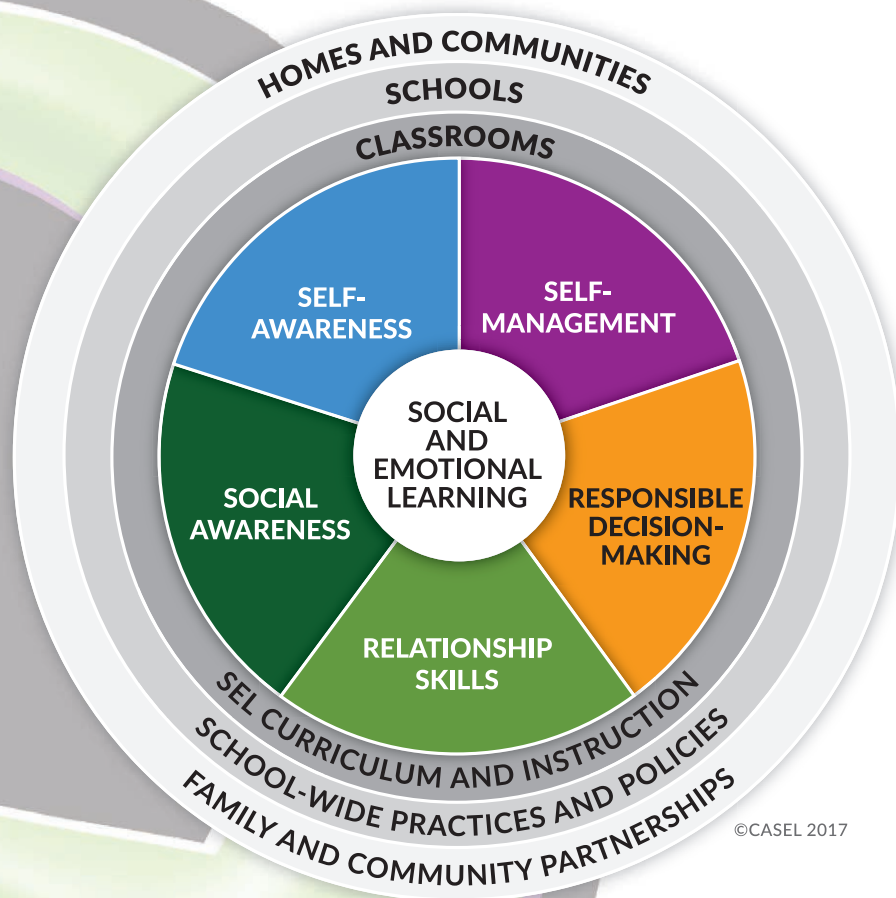 HOMES AND COMMUNITIES
SCHOOLS
CLASSROOMS
SELF-
AWARENESS
SELF-
MANAGEMENT
SOCIAL
AND
EMOTIONAL
LEARNING
SOCIAL
AWARENESS
RESPONSIBLE
DECISION-
MAKING
RELATIONSHIP
SKILLS
SEL CURRICULUM AND INSTRUCTION
SCHOOL-WIDE PRACTICES AND POLICIES
FAMILY AND COMMUNITY PARTNERSHIPS
©CASEL 2017